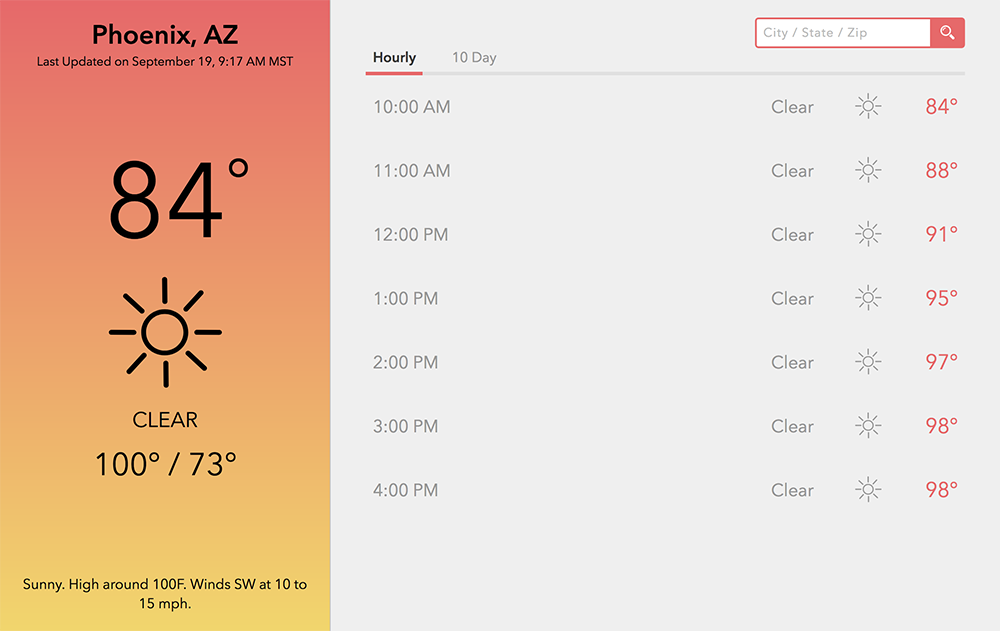 Phoenix, AZ
Last Updated on September 19, 9:17 AM MST
84°
CLEAR
100° / 73°
Sunny. High around 100F. Winds SW at 10 to
15 mph.
City / State / Zip
Hourly 10 Day
10:00 AM Clear 84°
11:00 AM Clear 88°
12:00 PM Clear 91°
1:00 PM Clear 95°
2:00 PM Clear 97°
3:00 PM Clear 98°
4:00 PM Clear 98°